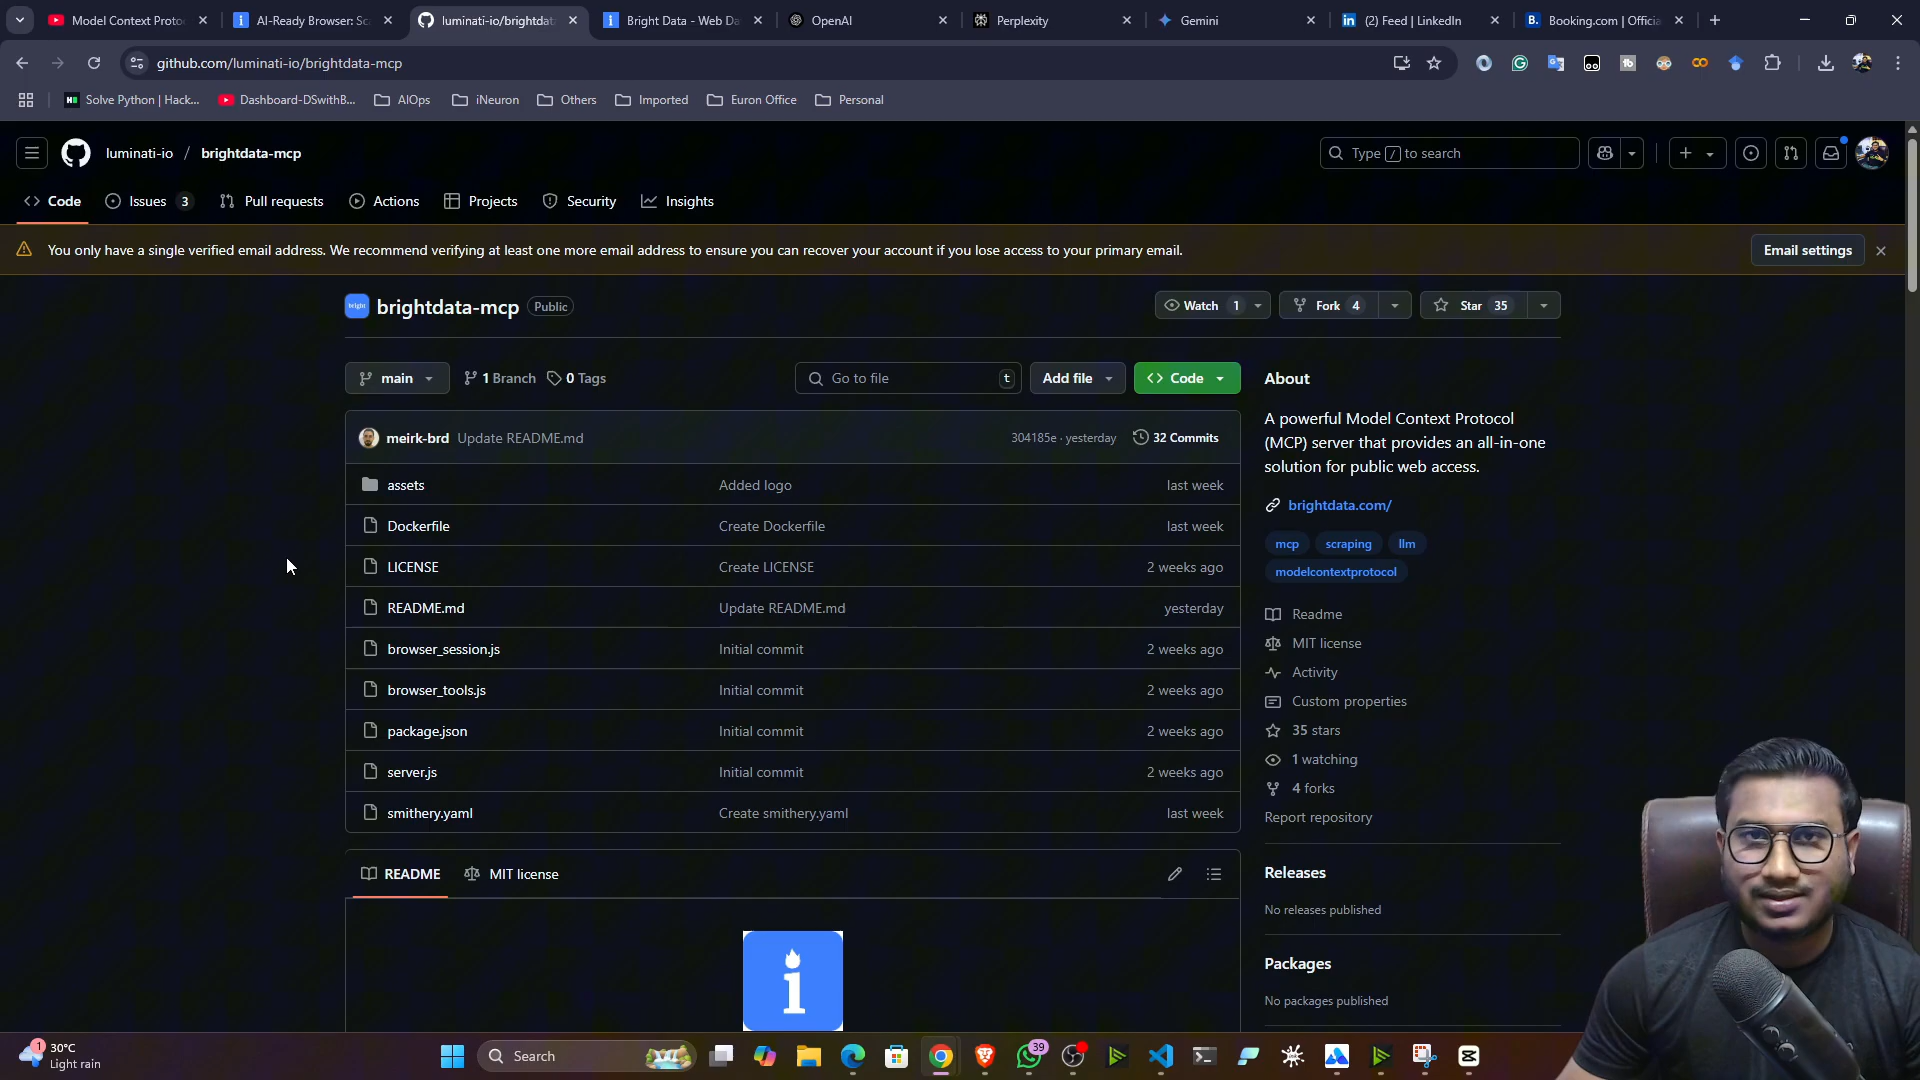 Model Context Proto
AI-Ready Browser: Sc
luminati-io/brightdat
Bright Data - Web Da
OpenAI
Perplexity
Gemini
(2) Feed | LinkedIn
Booking.com | Officia
github.com/luminati-io/brightdata-mcp
Solve Python | Hack...
Dashboard-DSwithB...
AIOps
iNeuron
Others
Imported
Euron Office
Personal
luminati-io / brightdata-mcp
Type / to search
Code
Issues 3
Pull requests
Actions
Projects
Security
Insights
You only have a single verified email address. We recommend verifying at least one more email address to ensure you can recover your account if you lose access to your primary email.
Email settings
bright
brightdata-mcp
Public
Watch 1
Fork 4
Star 35
main
1 Branch
0 Tags
Go to file
t
Add file
Code
meirk-brd Update README.md
304185e · yesterday
32 Commits
assets
Added logo
last week
Dockerfile
Create Dockerfile
last week
LICENSE
Create LICENSE
2 weeks ago
README.md
Update README.md
yesterday
browser_session.js
Initial commit
2 weeks ago
browser_tools.js
Initial commit
2 weeks ago
package.json
Initial commit
2 weeks ago
server.js
Initial commit
2 weeks ago
smithery.yaml
Create smithery.yaml
last week
README
MIT license
i
About
A powerful Model Context Protocol
(MCP) server that provides an all-in-one
solution for public web access.
brightdata.com/
mcp
scraping
llm
modelcontextprotocol
Readme
MIT license
Activity
Custom properties
35 stars
1 watching
4 forks
Report repository
Releases
No releases published
Packages
No packages published
1
30°C
Light rain
Search
39